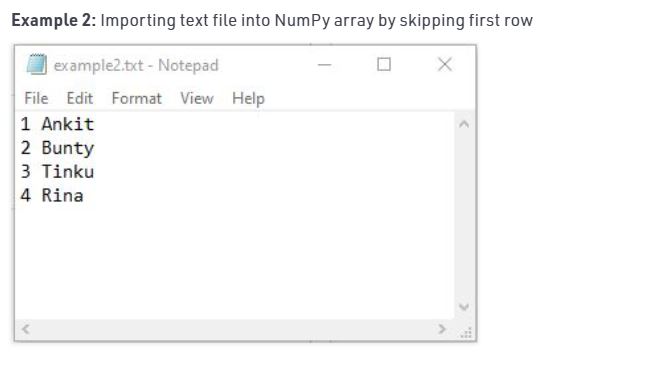 Example 2: Importing text file into NumPy array by skipping first row
example2.txt - Notepad
File Edit Format View Help
1 Ankit
2 Bunty
3 Tinku
4 Rina